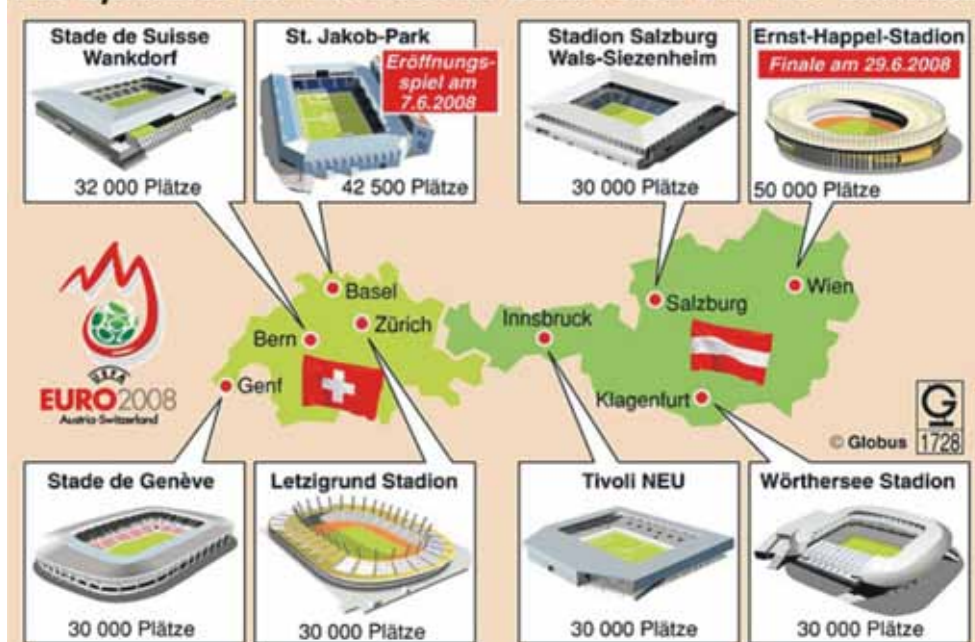 Stade de Suisse
Wankdorf
32 000 Plätze
St. Jakob-Park
Eröffnungs-
spiel am
7.6.2008
42 500 Plätze
Stadion Salzburg
Wals-Siezenheim
30 000 Plätze
Ernst-Happel-Stadion
Finale am 29.6.2008
50 000 Plätze
Basel
Zürich
Bern
Genf
Innsbruck
Salzburg
Wien
Klagenfurt
UEFA
EURO2008
Austria-Switzerland
© Globus
G
1728
Stade de Genève
30 000 Plätze
Letzigrund Stadion
30 000 Plätze
Tivoli NEU
30 000 Plätze
Wörthersee Stadion
30 000 Plätze